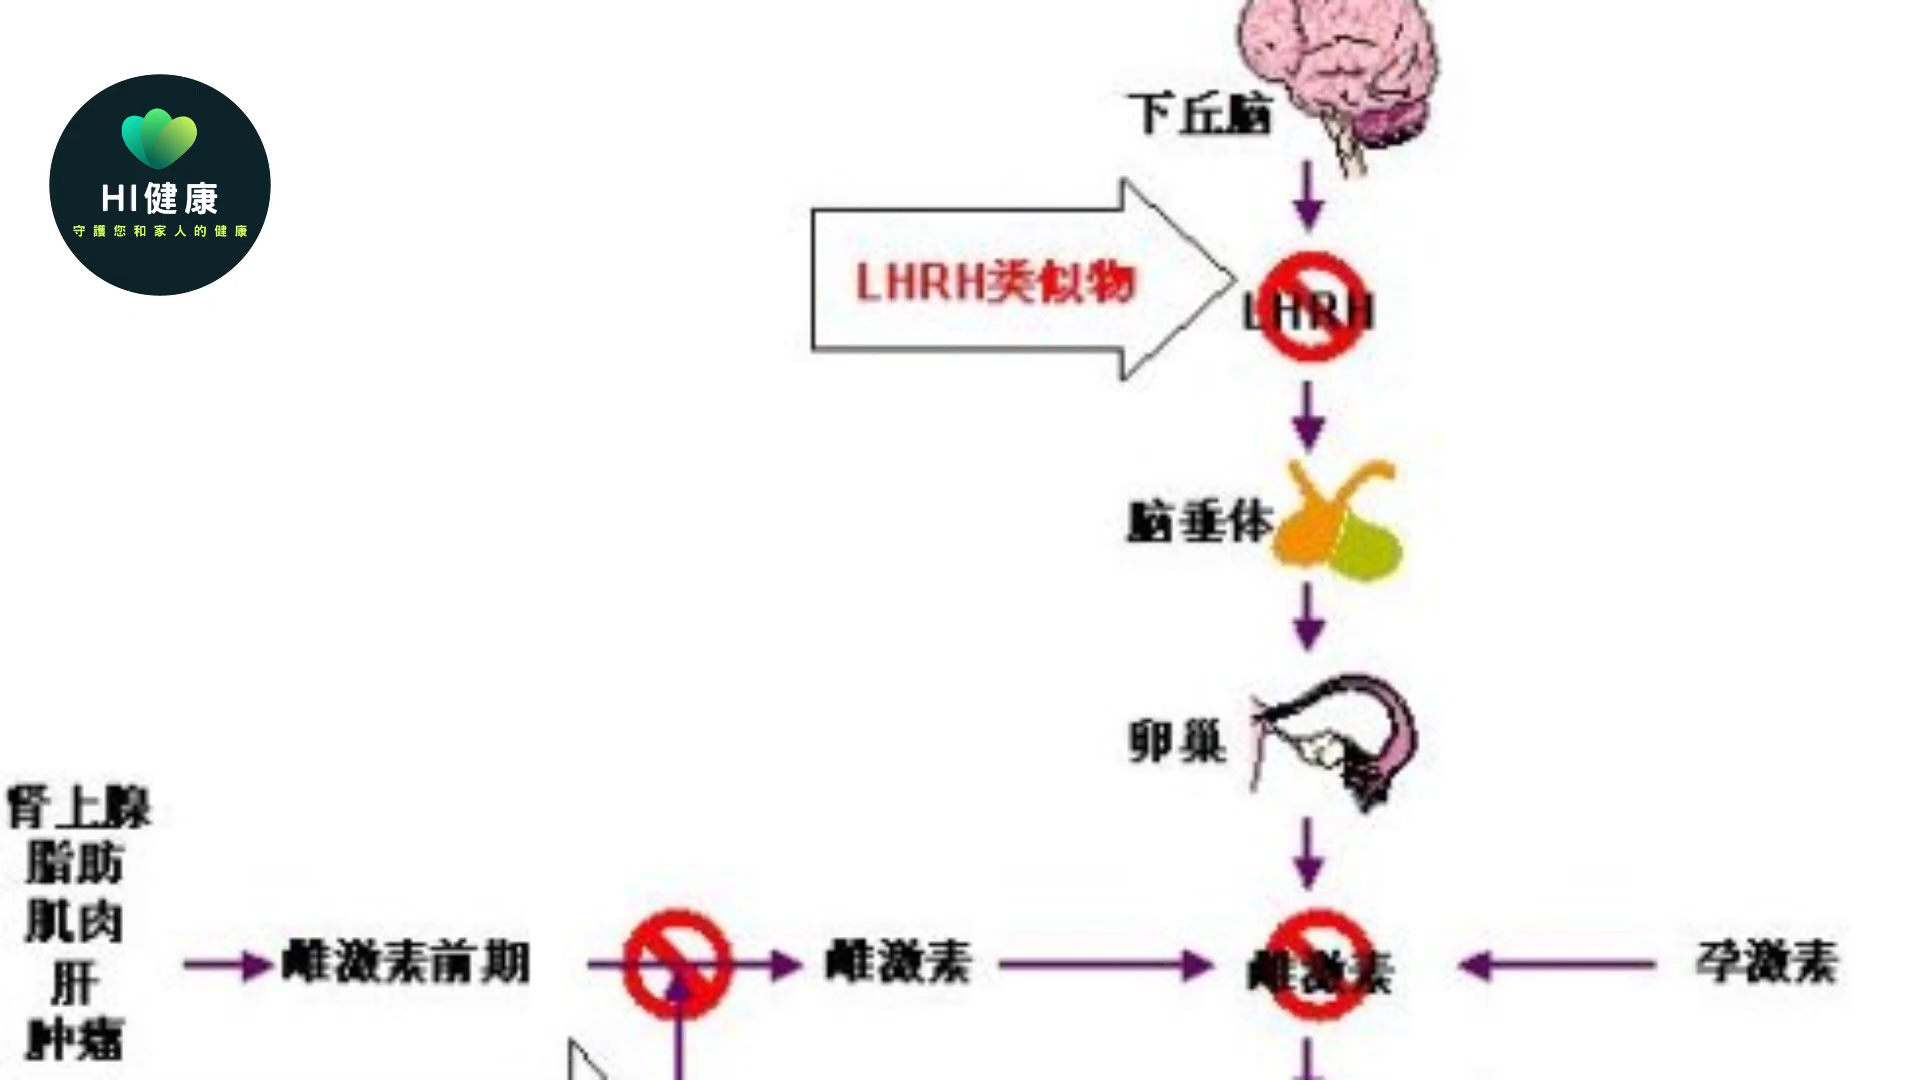 HI健康
守護您和家人的健康
下丘脑
LHRH类似物
LHRH
脑垂体
卵巢
肾上腺
脂肪
肌肉
肝
肿瘤
雌激素前期
雌激素
雌激素
孕激素